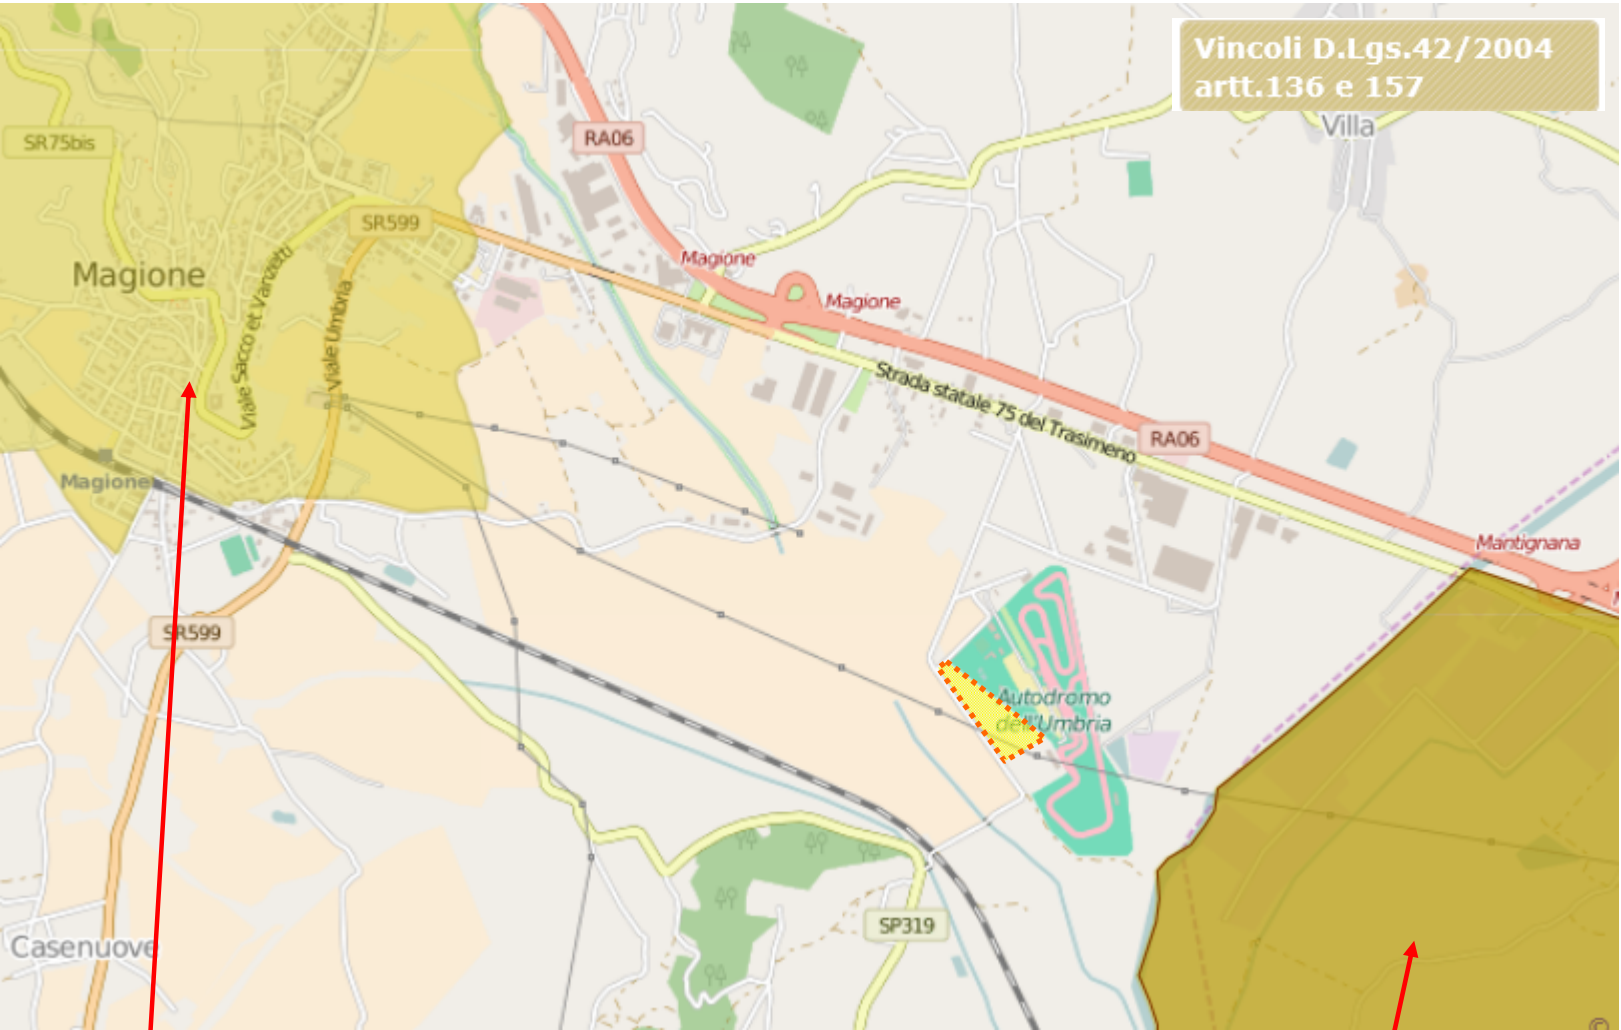 Vincoli D.Lgs.42/2004
artt.136 e 157
Villa
RA06
SR75bis
SR599
Magione
Magione
Magione
Viale Sacco et Vanzetti
Viale Umbria
Strada statale 75 del Trasimeno
RA06
Magione
Mantignana
SR599
Autodromo
dell'Umbria
SP319
Casenuove
©